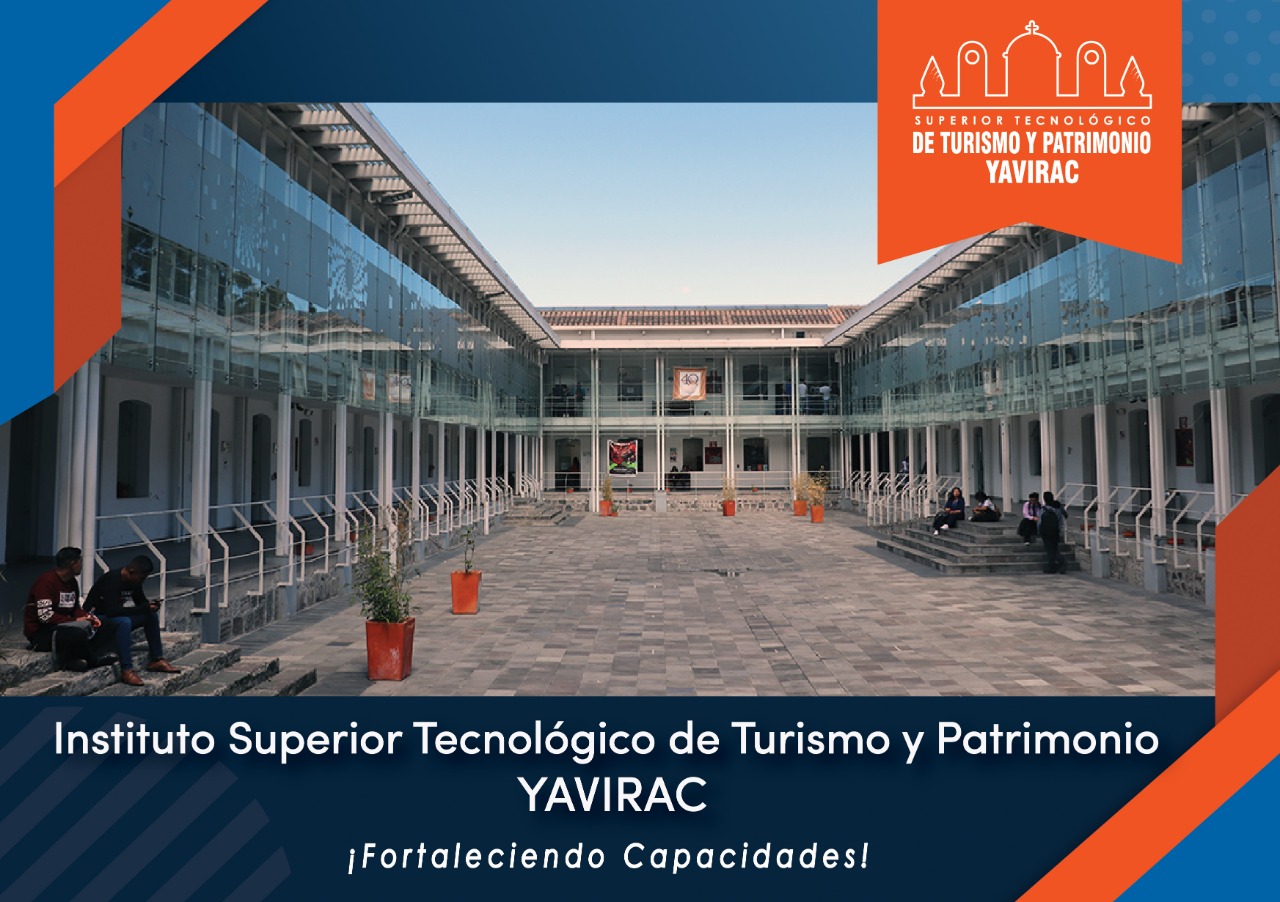 SUPERIOR TECNOLÓGICO
DE TURISMO Y PATRIMONIO
YAVIRAC
40
Instituto Superior Tecnológico de Turismo y Patrimonio
YAVIRAC
¡Fortaleciendo Capacidades!